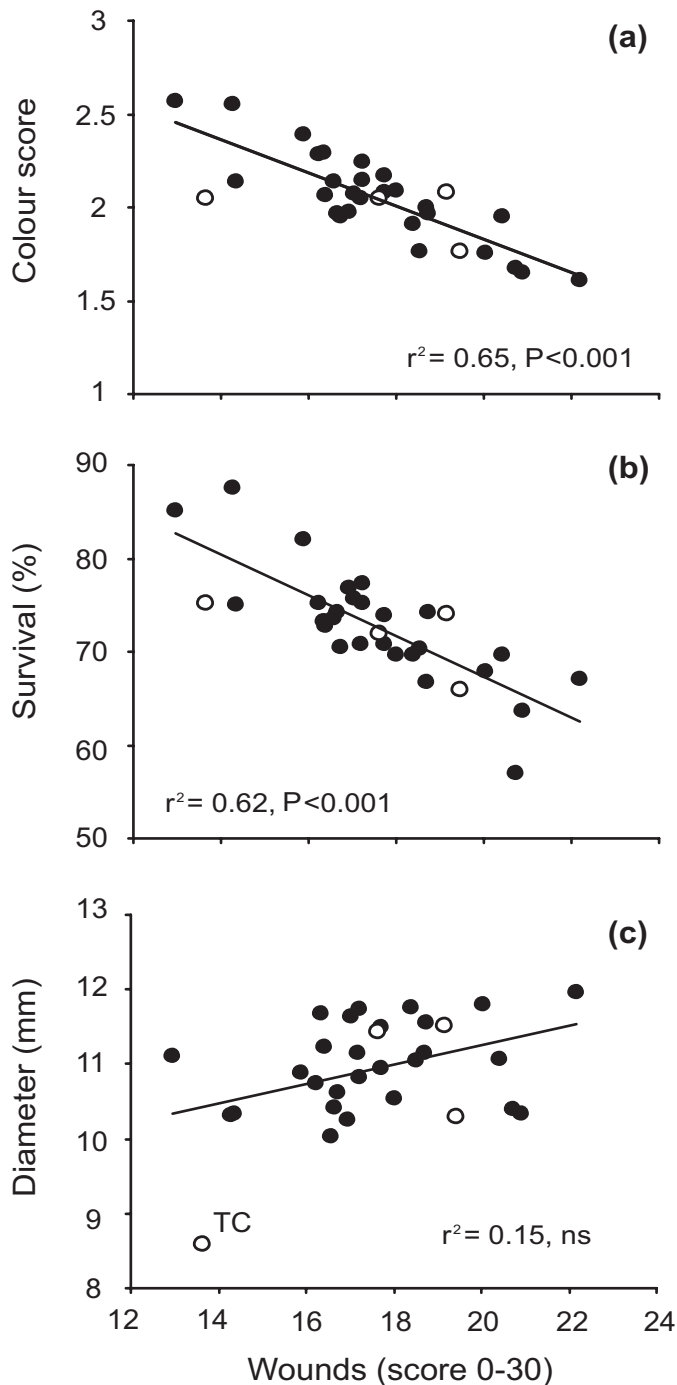 3
(a)
2.5
2
1.5
1
Colour score
r² = 0.65, P<0.001
90
(b)
80
70
60
50
Survival (%)
r² = 0.62, P<0.001
13
(c)
12
11
10
9
8
Diameter (mm)
TC
r² = 0.15, ns
12 14 16 18 20 22 24
Wounds (score 0-30)